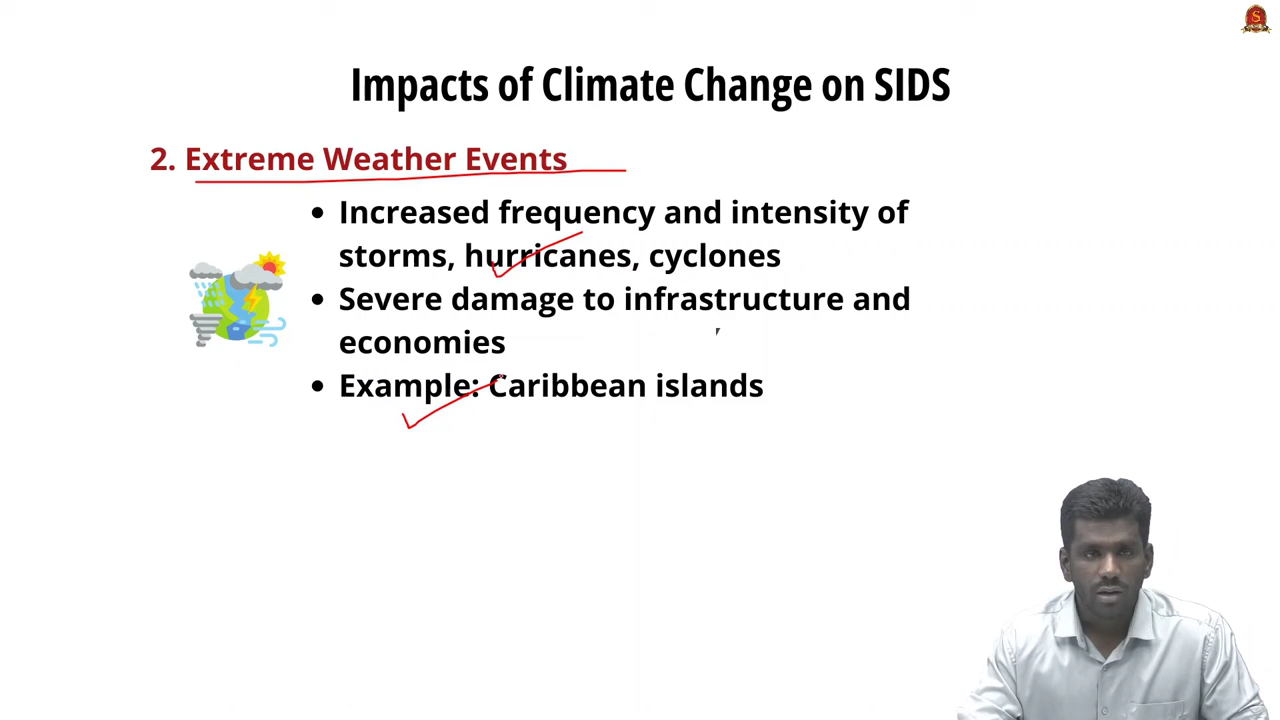 Impacts of Climate Change on SIDS
2. Extreme Weather Events
• Increased frequency and intensity of
storms, hurricanes, cyclones
• Severe damage to infrastructure and
economies
• Example: Caribbean islands
S